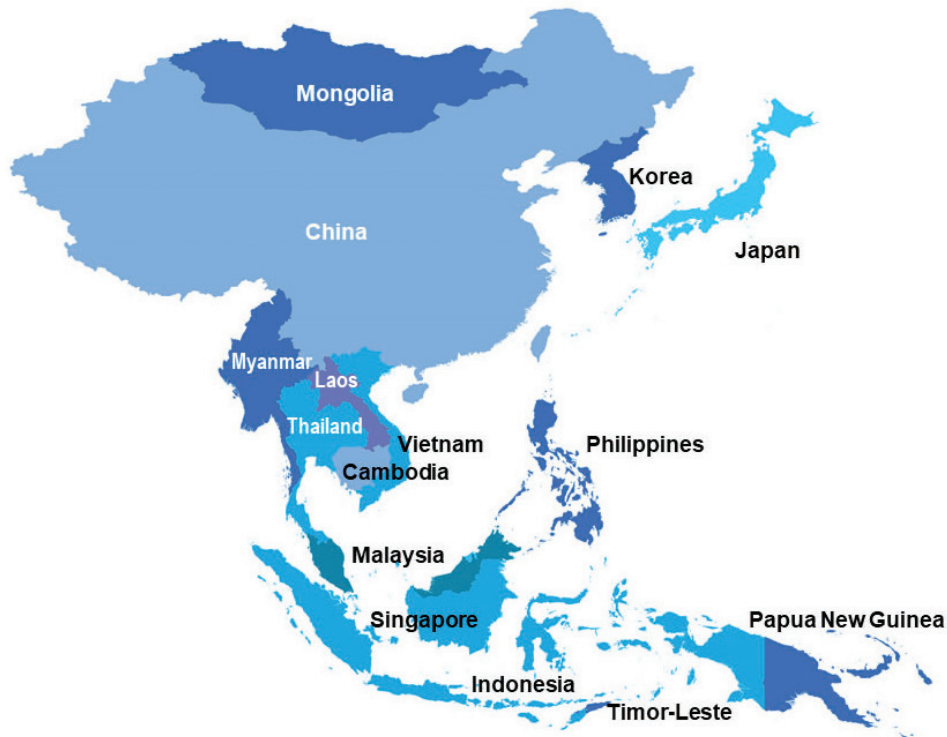 Mongolia
Korea
China
Japan
Myanmar
Laos
Thailand
Vietnam
Philippines
Cambodia
Malaysia
Singapore
Papua New Guinea
Indonesia
Timor-Leste